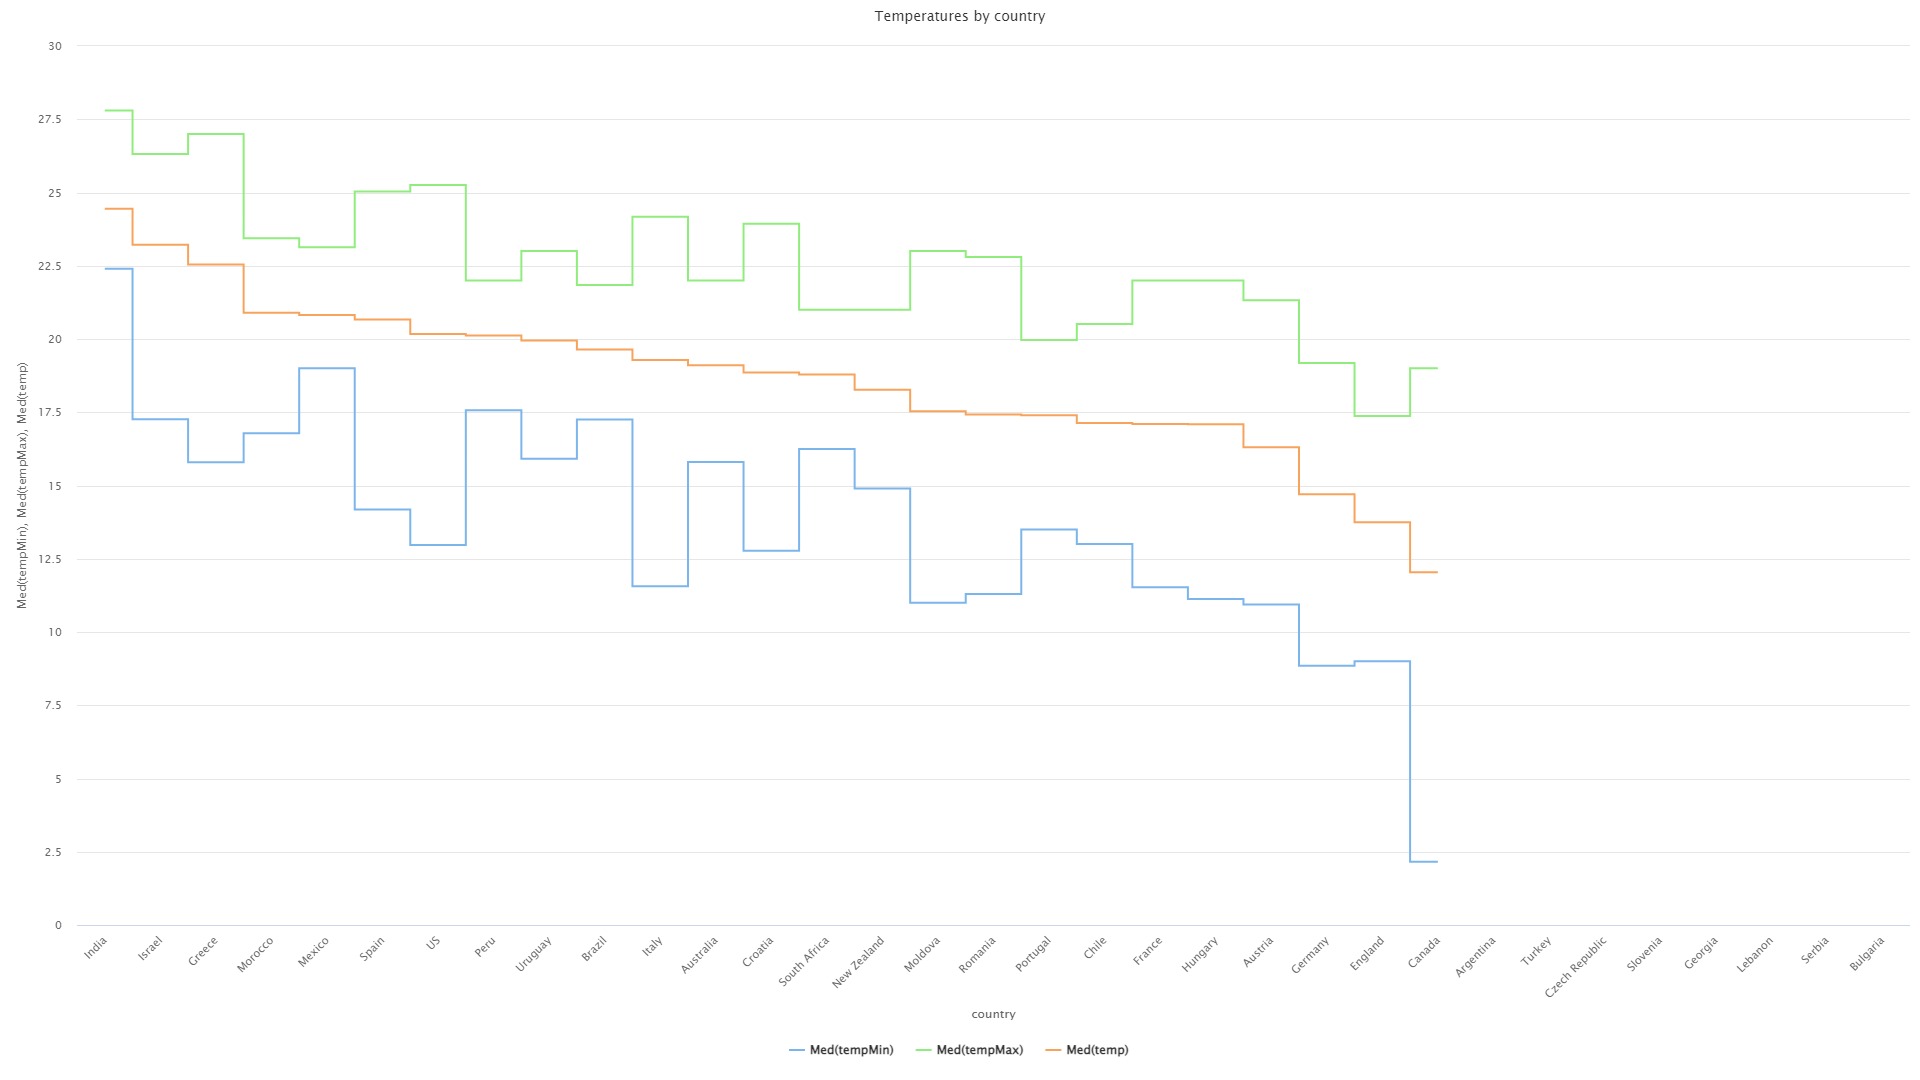 Temperatures by country
Med(tempMin), Med(tempMax), Med(temp)
30
27.5
25
22.5
20
17.5
15
12.5
10
7.5
5
2.5
0
India
Israel
Greece
Morocco
Mexico
Spain
US
Peru
Uruguay
Brazil
Italy
Australia
Croatia
South Africa
New Zealand
Moldova
Romania
Portugal
Chile
France
Hungary
Austria
Germany
England
Canada
Argentina
Turkey
Czech Republic
Slovenia
Georgia
Lebanon
Serbia
Bulgaria
country
Med(tempMin) Med(tempMax) Med(temp)